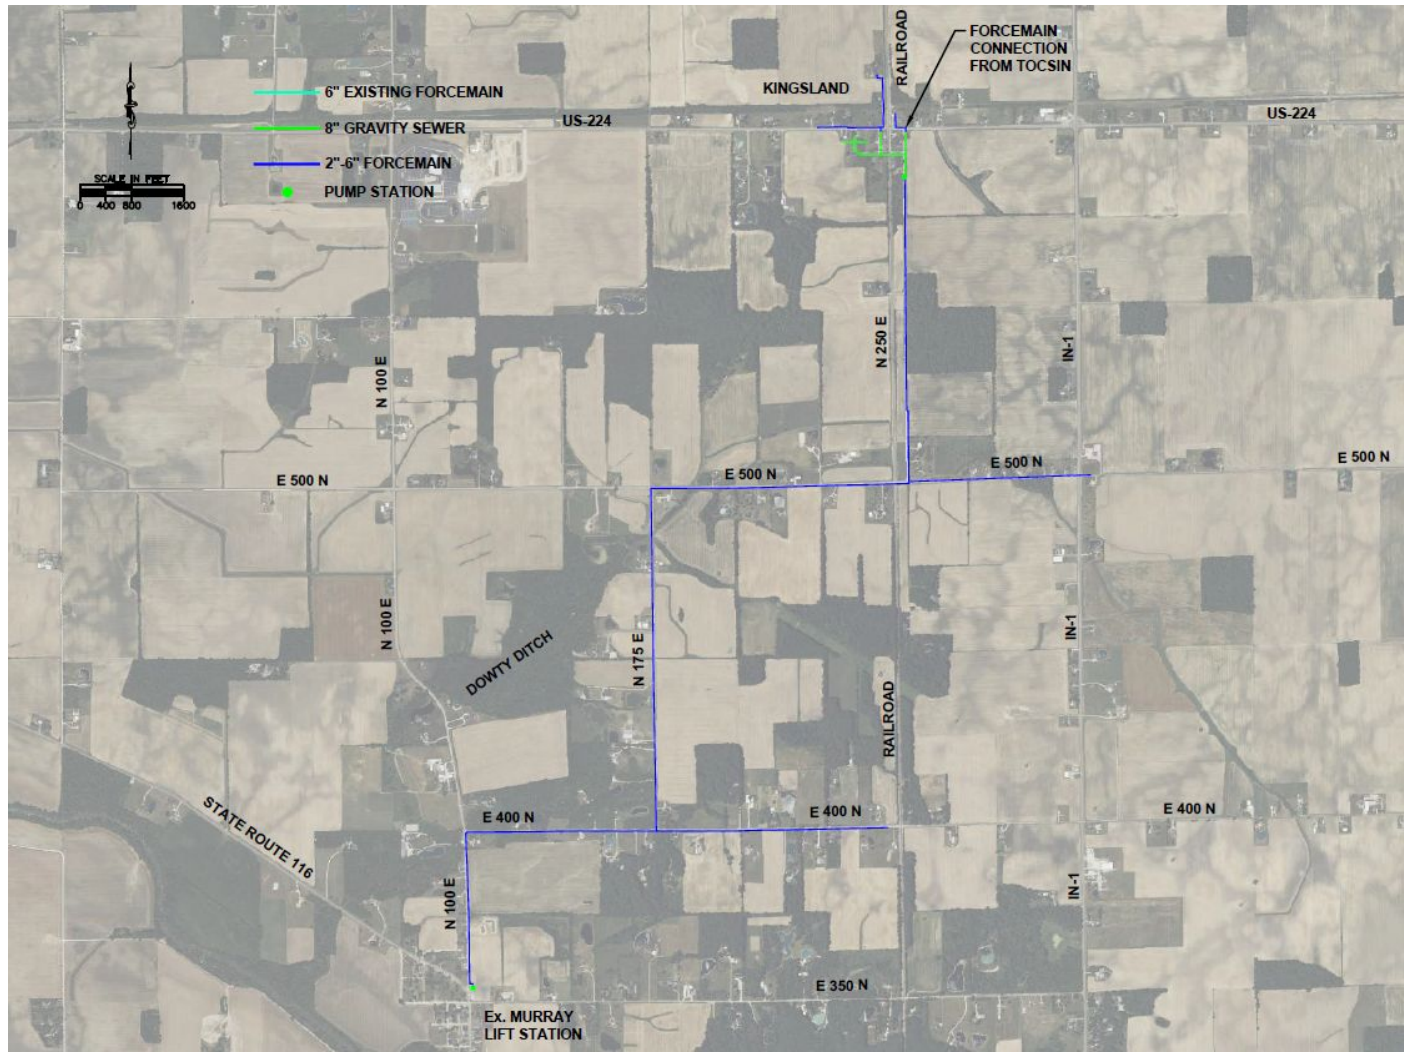 FORCEMAIN
CONNECTION
FROM TOCSIN
RAILROAD
KINGSLAND
6" EXISTING FORCEMAIN
US-224
US-224
8" GRAVITY SEWER
2"-6" FORCEMAIN
SCALE IN FEET
PUMP STATION
0 400 800 1600
N 250 E
IN-1
N 100 E
E 500 N
E 500 N
E 500 N
E 500 N
N 100 E
N 175 E
IN-1
DOWTY DITCH
RAILROAD
STATE ROUTE 116
E 400 N
E 400 N
E 400 N
N 100 E
IN-1
E 350 N
Ex. MURRAY
LIFT STATION